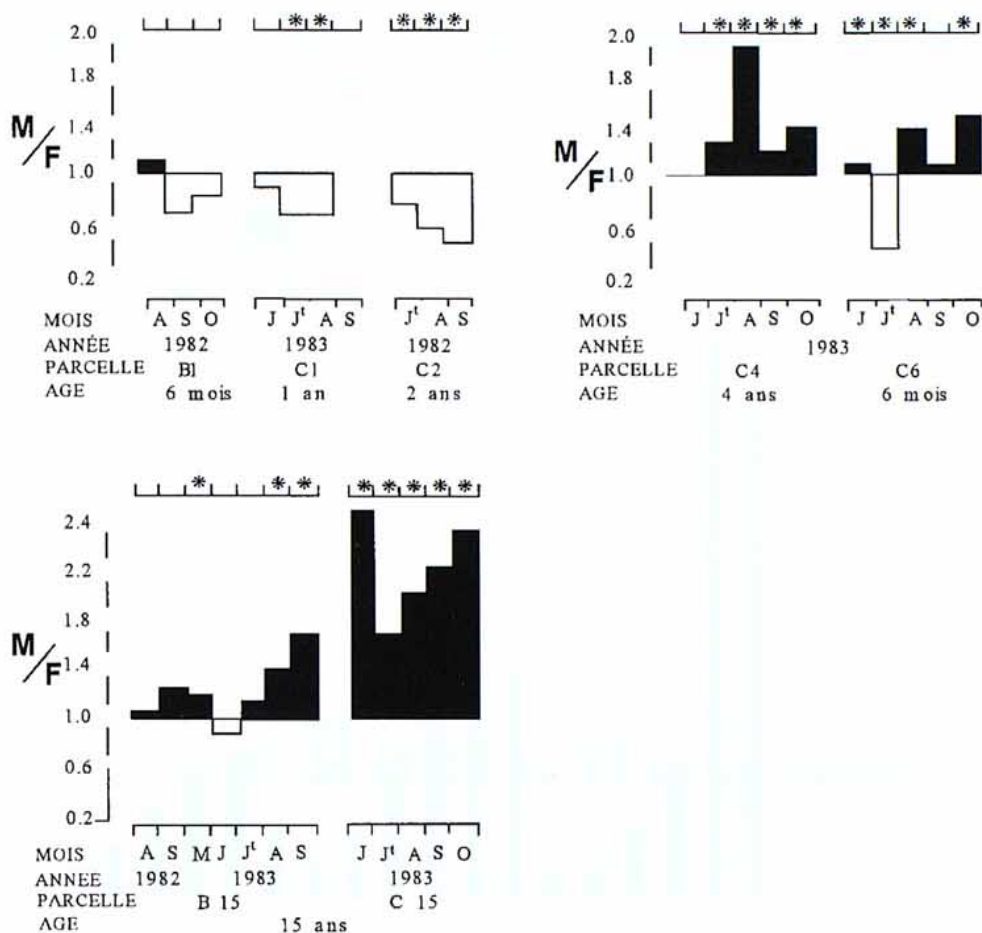 * * * * *
2.0
1.8
1.4
1.0
0.6
0.2
M/F
MOIS A S O J Jt A S Jt A S
ANNÉE 1982 1983 1982
PARCELLE B1 C1 C2
AGE 6 mois 1 an 2 ans
* * * * * * * *
2.0
1.8
1.4
1.0
0.6
0.2
M/F
MOIS J Jt A S O J Jt A S O
ANNÉE 1983
PARCELLE C4 C6
AGE 4 ans 6 mois
* * * * * * * *
2.4
2.2
1.8
1.4
1.0
0.6
0.2
M/F
MOIS A S M J Jt A S J Jt A S O
ANNEE 1982 1983 1983
PARCELLE B 15 C 15
AGE 15 ans